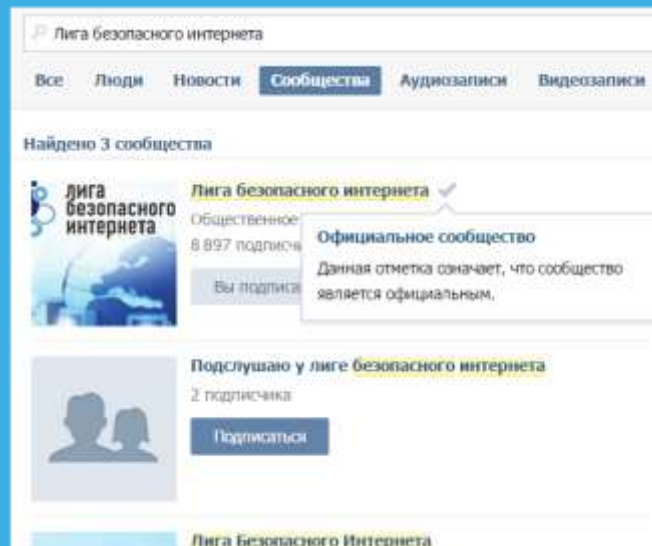 Лига безопасного интернета
Все Люди Новости Сообщества Аудиозаписи Видеозаписи
Найдено 3 сообщества
лига
безопасного
интернета
Лига безопасного интернета
Общественное
8 897 подписч
Вы подписа
Официальное сообщество
Данная отметка означает, что сообщество
является официальным.
Подслушаю у лиге безопасного интернета
2 подписчика
Подписаться
Лига Безопасного Интернета